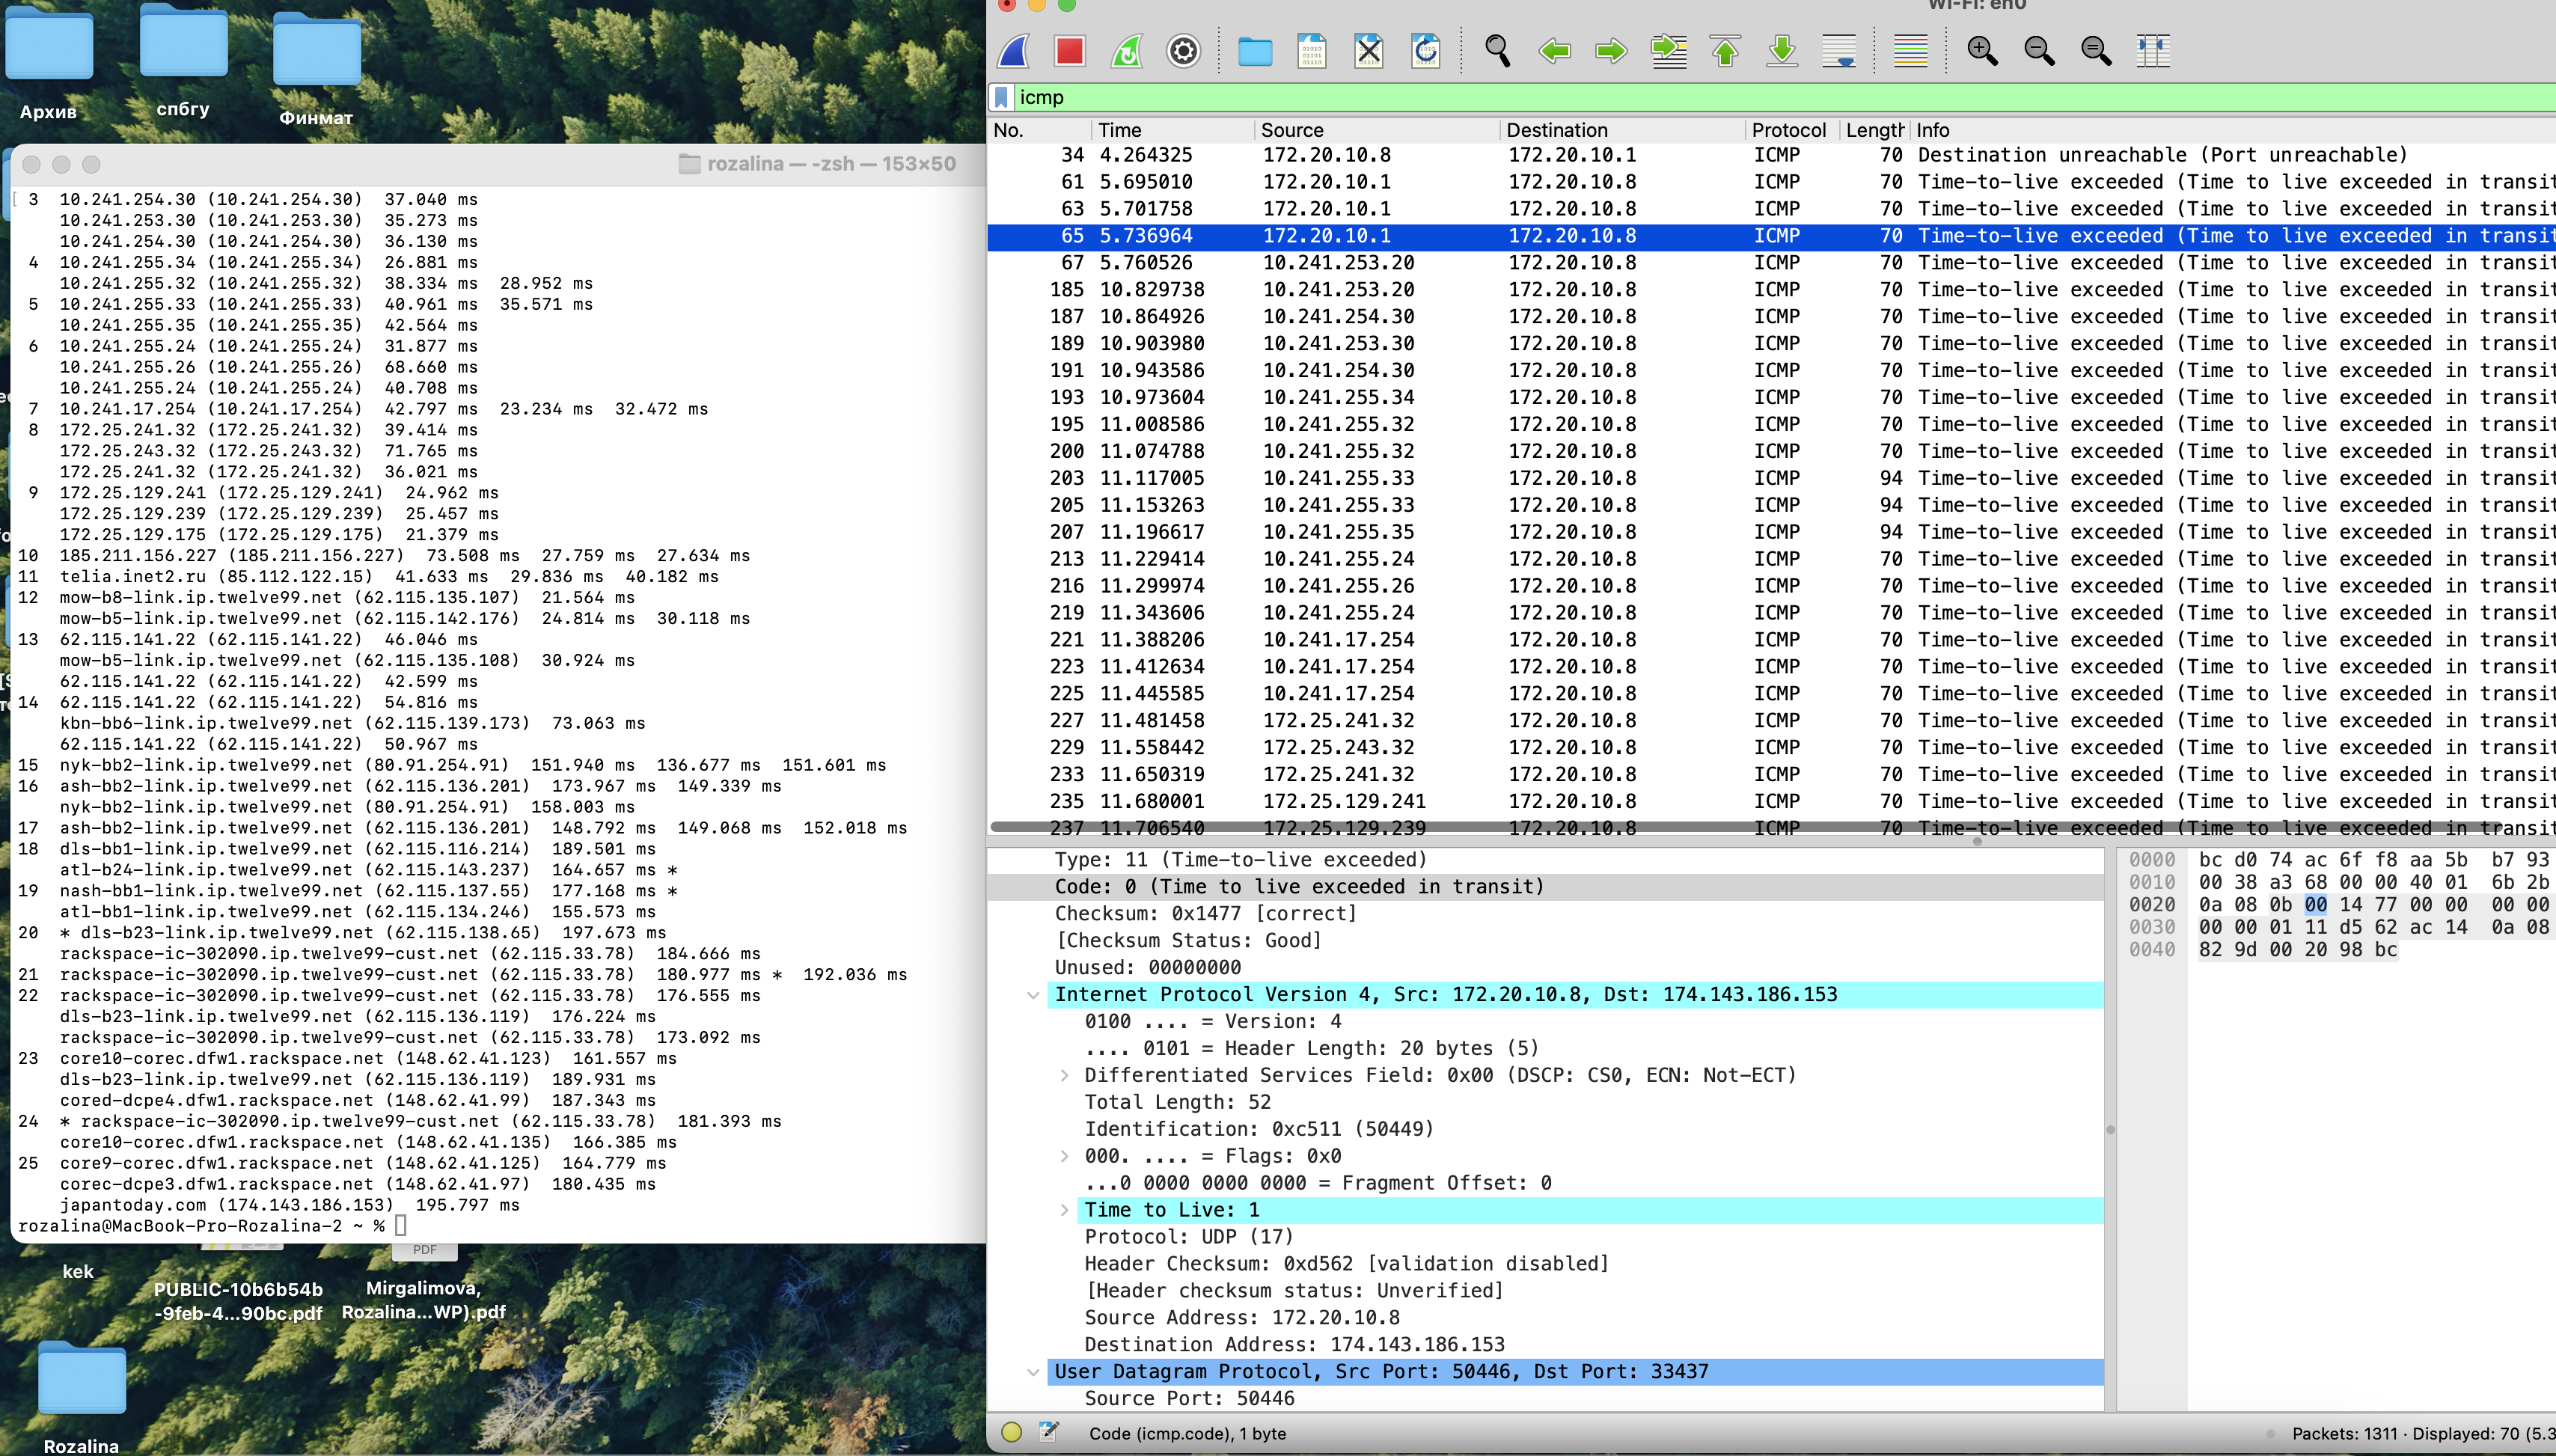 Архив
спбгу
Финмат
rozalina — -zsh — 153×50
[ 3 10.241.254.30 (10.241.254.30) 37.040 ms
10.241.253.30 (10.241.253.30) 35.273 ms
10.241.254.30 (10.241.254.30) 36.130 ms
4 10.241.255.34 (10.241.255.34) 26.881 ms
10.241.255.32 (10.241.255.32) 38.334 ms 28.952 ms
5 10.241.255.33 (10.241.255.33) 40.961 ms 35.571 ms
10.241.255.35 (10.241.255.35) 42.564 ms
6 10.241.255.24 (10.241.255.24) 31.877 ms
10.241.255.26 (10.241.255.26) 68.660 ms
10.241.255.24 (10.241.255.24) 40.708 ms
7 10.241.17.254 (10.241.17.254) 42.797 ms 23.234 ms 32.472 ms
8 172.25.241.32 (172.25.241.32) 39.414 ms
172.25.243.32 (172.25.243.32) 71.765 ms
172.25.241.32 (172.25.241.32) 36.021 ms
9 172.25.129.241 (172.25.129.241) 24.962 ms
172.25.129.239 (172.25.129.239) 25.457 ms
172.25.129.175 (172.25.129.175) 21.379 ms
10 185.211.156.227 (185.211.156.227) 73.508 ms 27.759 ms 27.634 ms
11 telia.inet2.ru (85.112.122.15) 41.633 ms 29.836 ms 40.182 ms
12 mow-b8-link.ip.twelve99.net (62.115.135.107) 21.564 ms
mow-b5-link.ip.twelve99.net (62.115.142.176) 24.814 ms 30.118 ms
13 62.115.141.22 (62.115.141.22) 46.046 ms
mow-b5-link.ip.twelve99.net (62.115.135.108) 30.924 ms
62.115.141.22 (62.115.141.22) 42.599 ms
14 62.115.141.22 (62.115.141.22) 54.816 ms
kbn-bb6-link.ip.twelve99.net (62.115.139.173) 73.063 ms
62.115.141.22 (62.115.141.22) 50.967 ms
15 nyk-bb2-link.ip.twelve99.net (80.91.254.91) 151.940 ms 136.677 ms 151.601 ms
16 ash-bb2-link.ip.twelve99.net (62.115.136.201) 173.967 ms 149.339 ms
nyk-bb2-link.ip.twelve99.net (80.91.254.91) 158.003 ms
17 ash-bb2-link.ip.twelve99.net (62.115.136.201) 148.792 ms 149.068 ms 152.018 ms
18 dls-bb1-link.ip.twelve99.net (62.115.116.214) 189.501 ms
atl-b24-link.ip.twelve99.net (62.115.143.237) 164.657 ms *
19 nash-bb1-link.ip.twelve99.net (62.115.137.55) 177.168 ms *
atl-bb1-link.ip.twelve99.net (62.115.134.246) 155.573 ms
20 * dls-b23-link.ip.twelve99.net (62.115.138.65) 197.673 ms
rackspace-ic-302090.ip.twelve99-cust.net (62.115.33.78) 184.666 ms
21 rackspace-ic-302090.ip.twelve99-cust.net (62.115.33.78) 180.977 ms * 192.036 ms
22 rackspace-ic-302090.ip.twelve99-cust.net (62.115.33.78) 176.555 ms
dls-b23-link.ip.twelve99.net (62.115.136.119) 176.224 ms
rackspace-ic-302090.ip.twelve99-cust.net (62.115.33.78) 173.092 ms
23 core10-corec.dfw1.rackspace.net (148.62.41.123) 161.557 ms
dls-b23-link.ip.twelve99.net (62.115.136.119) 189.931 ms
cored-dcpe4.dfw1.rackspace.net (148.62.41.99) 187.343 ms
24 * rackspace-ic-302090.ip.twelve99-cust.net (62.115.33.78) 181.393 ms
core10-corec.dfw1.rackspace.net (148.62.41.135) 166.385 ms
25 core9-corec.dfw1.rackspace.net (148.62.41.125) 164.779 ms
corec-dcpe3.dfw1.rackspace.net (148.62.41.97) 180.435 ms
japantoday.com (174.143.186.153) 195.797 ms
rozalina@MacBook-Pro-Rozalina-2 ~ %
PDF
kek
PUBLIC-10b6b54b
-9feb-4...90bc.pdf
Mirgalimova,
Rozalina...WP).pdf
Rozalina
Wi-Fi: en0
icmp
No. Time Source Destination Protocol Length Info
34 4.264325 172.20.10.8 172.20.10.1 ICMP 70 Destination unreachable (Port unreachable)
61 5.695010 172.20.10.1 172.20.10.8 ICMP 70 Time-to-live exceeded (Time to live exceeded in transit
63 5.701758 172.20.10.1 172.20.10.8 ICMP 70 Time-to-live exceeded (Time to live exceeded in transit
65 5.736964 172.20.10.1 172.20.10.8 ICMP 70 Time-to-live exceeded (Time to live exceeded in transit
67 5.760526 10.241.253.20 172.20.10.8 ICMP 70 Time-to-live exceeded (Time to live exceeded in transit
185 10.829738 10.241.253.20 172.20.10.8 ICMP 70 Time-to-live exceeded (Time to live exceeded in transit
187 10.864926 10.241.254.30 172.20.10.8 ICMP 70 Time-to-live exceeded (Time to live exceeded in transit
189 10.903980 10.241.253.30 172.20.10.8 ICMP 70 Time-to-live exceeded (Time to live exceeded in transit
191 10.943586 10.241.254.30 172.20.10.8 ICMP 70 Time-to-live exceeded (Time to live exceeded in transit
193 10.973604 10.241.255.34 172.20.10.8 ICMP 70 Time-to-live exceeded (Time to live exceeded in transit
195 11.008586 10.241.255.32 172.20.10.8 ICMP 70 Time-to-live exceeded (Time to live exceeded in transit
200 11.074788 10.241.255.32 172.20.10.8 ICMP 70 Time-to-live exceeded (Time to live exceeded in transit
203 11.117005 10.241.255.33 172.20.10.8 ICMP 94 Time-to-live exceeded (Time to live exceeded in transit
205 11.153263 10.241.255.33 172.20.10.8 ICMP 94 Time-to-live exceeded (Time to live exceeded in transit
207 11.196617 10.241.255.35 172.20.10.8 ICMP 94 Time-to-live exceeded (Time to live exceeded in transit
213 11.229414 10.241.255.24 172.20.10.8 ICMP 70 Time-to-live exceeded (Time to live exceeded in transit
216 11.299974 10.241.255.26 172.20.10.8 ICMP 70 Time-to-live exceeded (Time to live exceeded in transit
219 11.343606 10.241.255.24 172.20.10.8 ICMP 70 Time-to-live exceeded (Time to live exceeded in transit
221 11.388206 10.241.17.254 172.20.10.8 ICMP 70 Time-to-live exceeded (Time to live exceeded in transit
223 11.412634 10.241.17.254 172.20.10.8 ICMP 70 Time-to-live exceeded (Time to live exceeded in transit
225 11.445585 10.241.17.254 172.20.10.8 ICMP 70 Time-to-live exceeded (Time to live exceeded in transit
227 11.481458 172.25.241.32 172.20.10.8 ICMP 70 Time-to-live exceeded (Time to live exceeded in transit
229 11.558442 172.25.243.32 172.20.10.8 ICMP 70 Time-to-live exceeded (Time to live exceeded in transit
233 11.650319 172.25.241.32 172.20.10.8 ICMP 70 Time-to-live exceeded (Time to live exceeded in transit
235 11.680001 172.25.129.241 172.20.10.8 ICMP 70 Time-to-live exceeded (Time to live exceeded in transit
237 11.706540 172.25.129.239 172.20.10.8 ICMP 70 Time-to-live exceeded (Time to live exceeded in transit
Type: 11 (Time-to-live exceeded)
Code: 0 (Time to live exceeded in transit)
Checksum: 0x1477 [correct]
[Checksum Status: Good]
Unused: 00000000
Internet Protocol Version 4, Src: 172.20.10.8, Dst: 174.143.186.153
0100 .... = Version: 4
.... 0101 = Header Length: 20 bytes (5)
Differentiated Services Field: 0x00 (DSCP: CS0, ECN: Not-ECT)
Total Length: 52
Identification: 0xc511 (50449)
000. .... = Flags: 0x0
...0 0000 0000 0000 = Fragment Offset: 0
Time to Live: 1
Protocol: UDP (17)
Header Checksum: 0xd562 [validation disabled]
[Header checksum status: Unverified]
Source Address: 172.20.10.8
Destination Address: 174.143.186.153
User Datagram Protocol, Src Port: 50446, Dst Port: 33437
Source Port: 50446
0000 bc d0 74 ac 6f f8 aa 5b b7 93
0010 00 38 a3 68 00 00 40 01 6b 2b
0020 0a 08 0b 00 14 77 00 00 00 00
0030 00 00 01 11 d5 62 ac 14 0a 08
0040 82 9d 00 20 98 bc
Code (icmp.code), 1 byte
Packets: 1311 · Displayed: 70 (5.3